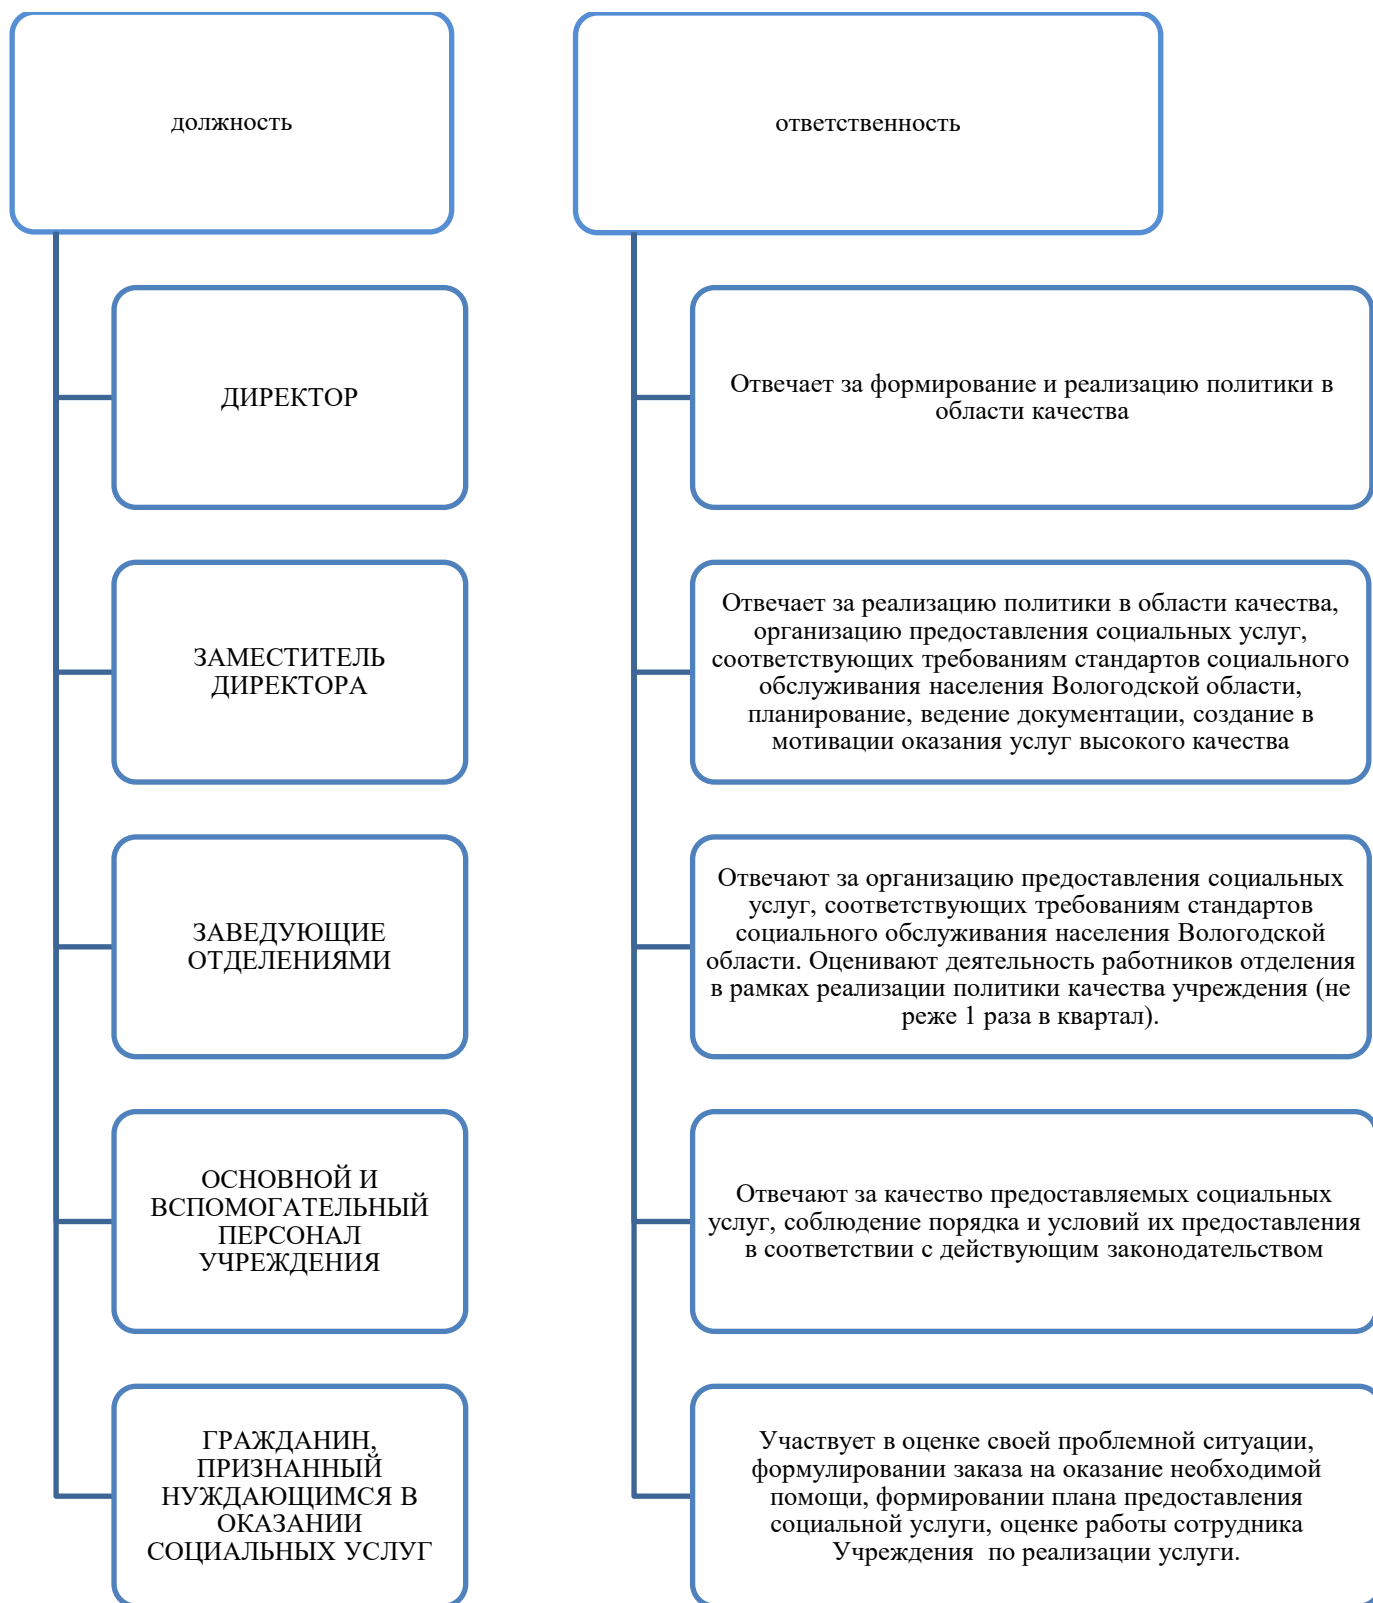 должность
ответственность
ДИРЕКТОР
Отвечает за формирование и реализацию политики в
области качества
ЗАМЕСТИТЕЛЬ
ДИРЕКТОРА
Отвечает за реализацию политики в области качества,
организацию предоставления социальных услуг,
соответствующих требованиям стандартов социального
обслуживания населения Вологодской области,
планирование, ведение документации, создание в
мотивации оказания услуг высокого качества
ЗАВЕДУЮЩИЕ
ОТДЕЛЕНИЯМИ
Отвечают за организацию предоставления социальных
услуг, соответствующих требованиям стандартов
социального обслуживания населения Вологодской
области. Оценивают деятельность работников отделения
в рамках реализации политики качества учреждения (не
реже 1 раза в квартал).
ОСНОВНОЙ И
ВСПОМОГАТЕЛЬНЫЙ
ПЕРСОНАЛ
УЧРЕЖДЕНИЯ
Отвечают за качество предоставляемых социальных
услуг, соблюдение порядка и условий их предоставления
в соответствии с действующим законодательством
ГРАЖДАНИН,
ПРИЗНАННЫЙ
НУЖДАЮЩИМСЯ В
ОКАЗАНИИ
СОЦИАЛЬНЫХ УСЛУГ
Участвует в оценке своей проблемной ситуации,
формулировании заказа на оказание необходимой
помощи, формировании плана предоставления
социальной услуги, оценке работы сотрудника
Учреждения  по реализации услуги.